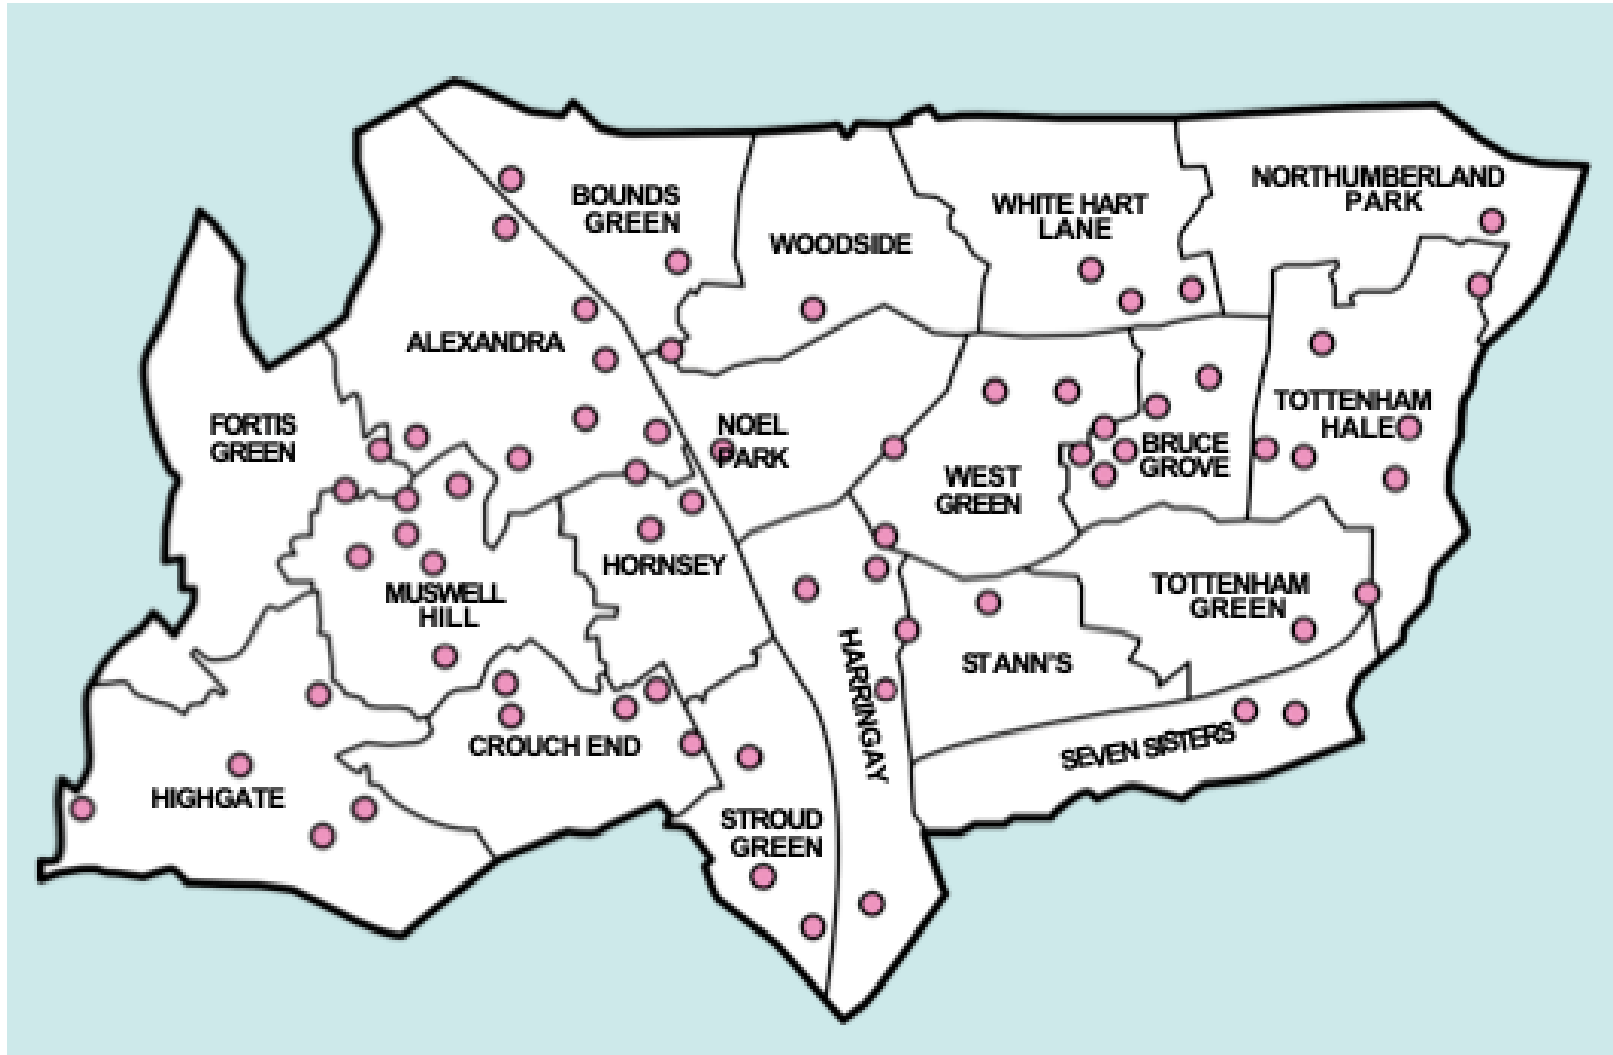 BOUNDS
GREEN
WOODSIDE
WHITE HART
LANE
NORTHUMBERLAND
PARK
ALEXANDRA
FORTIS
GREEN
NOEL
PARK
WEST
GREEN
BRUCE
GROVE
TOTTENHAM
HALE
MUSWELL
HILL
HORNSEY
HARRINGAY
ST ANN'S
TOTTENHAM
GREEN
SEVEN SISTERS
HIGHGATE
CROUCH END
STROUD
GREEN